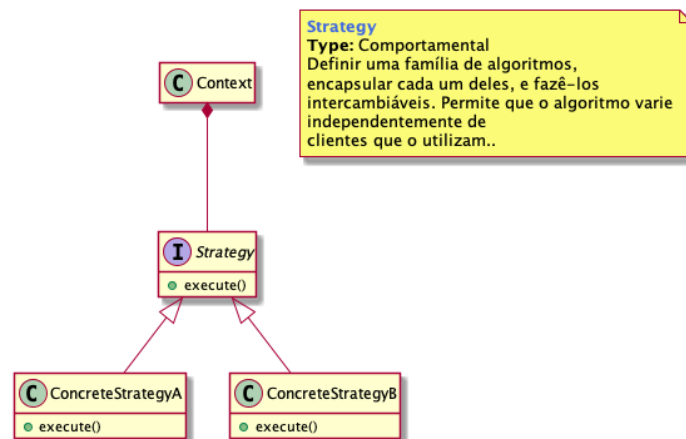 Strategy
Type: Comportamental
Definir uma família de algoritmos,
encapsular cada um deles, e fazê-los
intercambiáveis. Permite que o algoritmo varie
independentemente de
clientes que o utilizam..
C Context
I Strategy
execute()
C ConcreteStrategyA
execute()
C ConcreteStrategyB
execute()